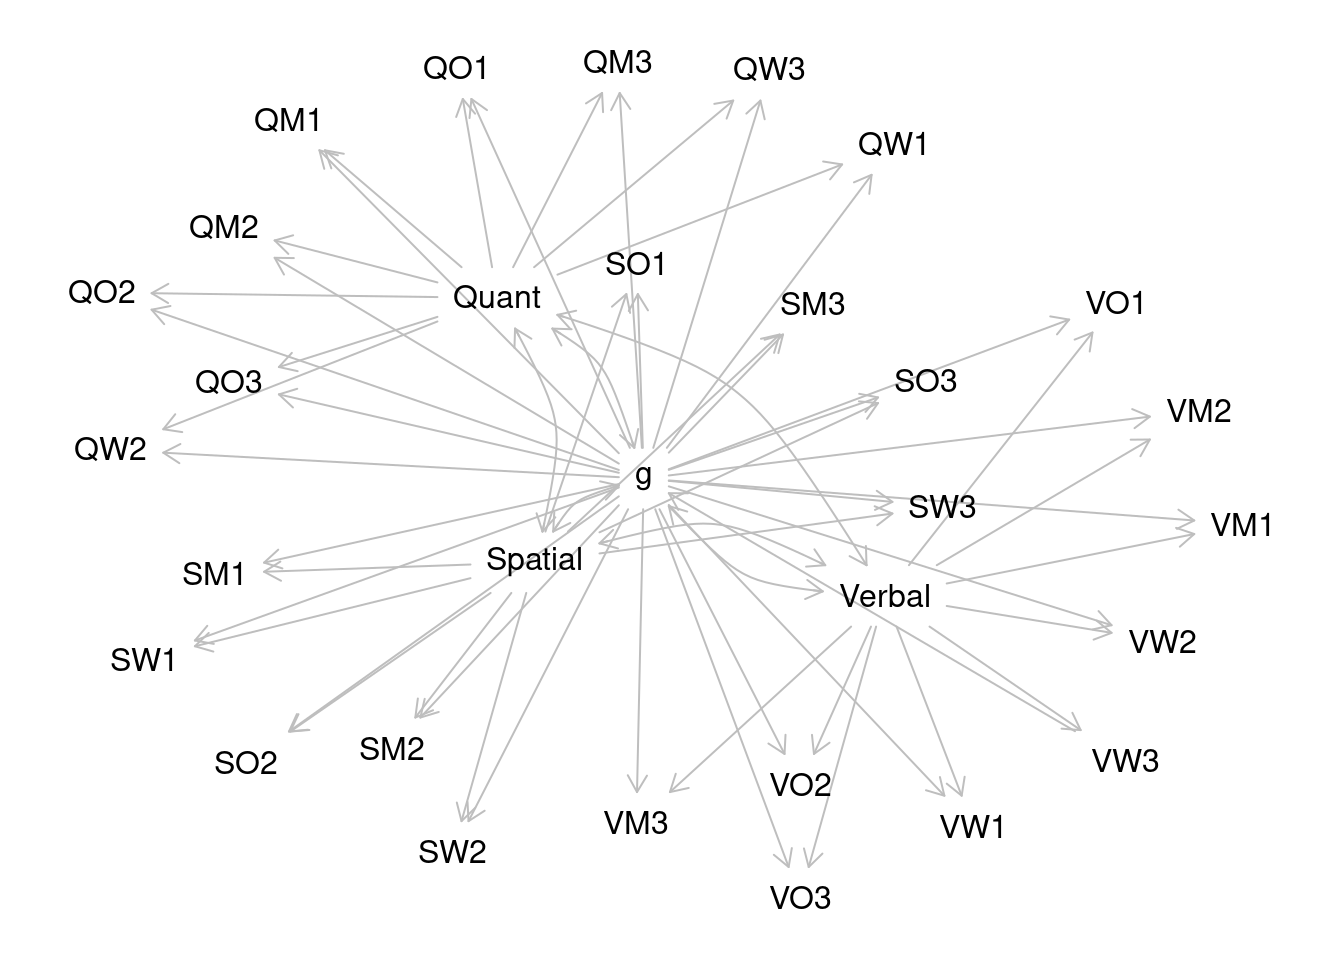 QO1
QM3
QW3
QM1
QW1
QM2
SO1
QO2
Quant
SM3
VO1
QO3
SO3
VM2
QW2
g
SW3
VM1
Spatial
SM1
Verbal
VW2
SW1
SM2
SO2
VW3
VO2
VM3
VW1
SW2
VO3